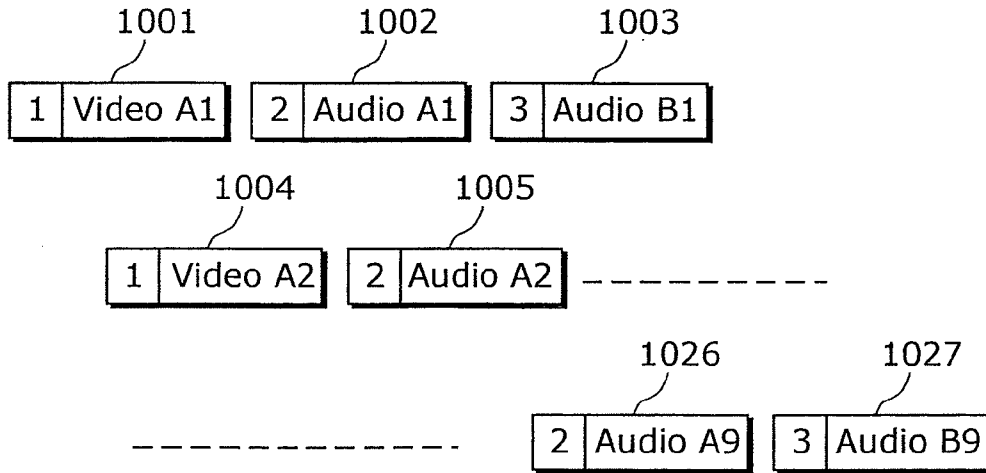 1001 1002 1003
1 Video A1 2 Audio A1 3 Audio B1
1004 1005
1 Video A2 2 Audio A2
1026 1027
2 Audio A9 3 Audio B9